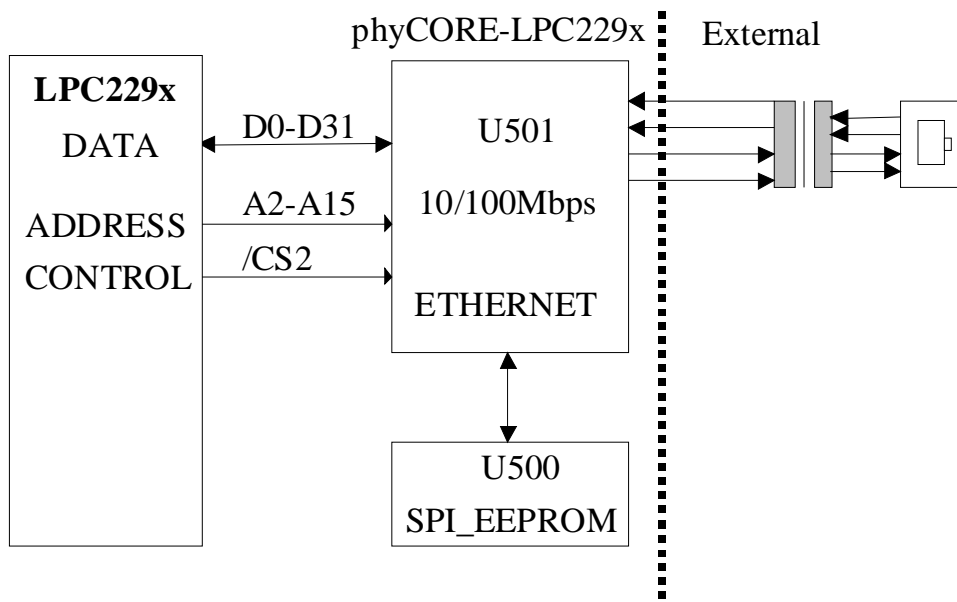 phyCORE-LPC229x
External
LPC229x
DATA
ADDRESS
CONTROL
D0-D31
A2-A15
/CS2
U501
10/100Mbps
ETHERNET
U500
SPI_EEPROM